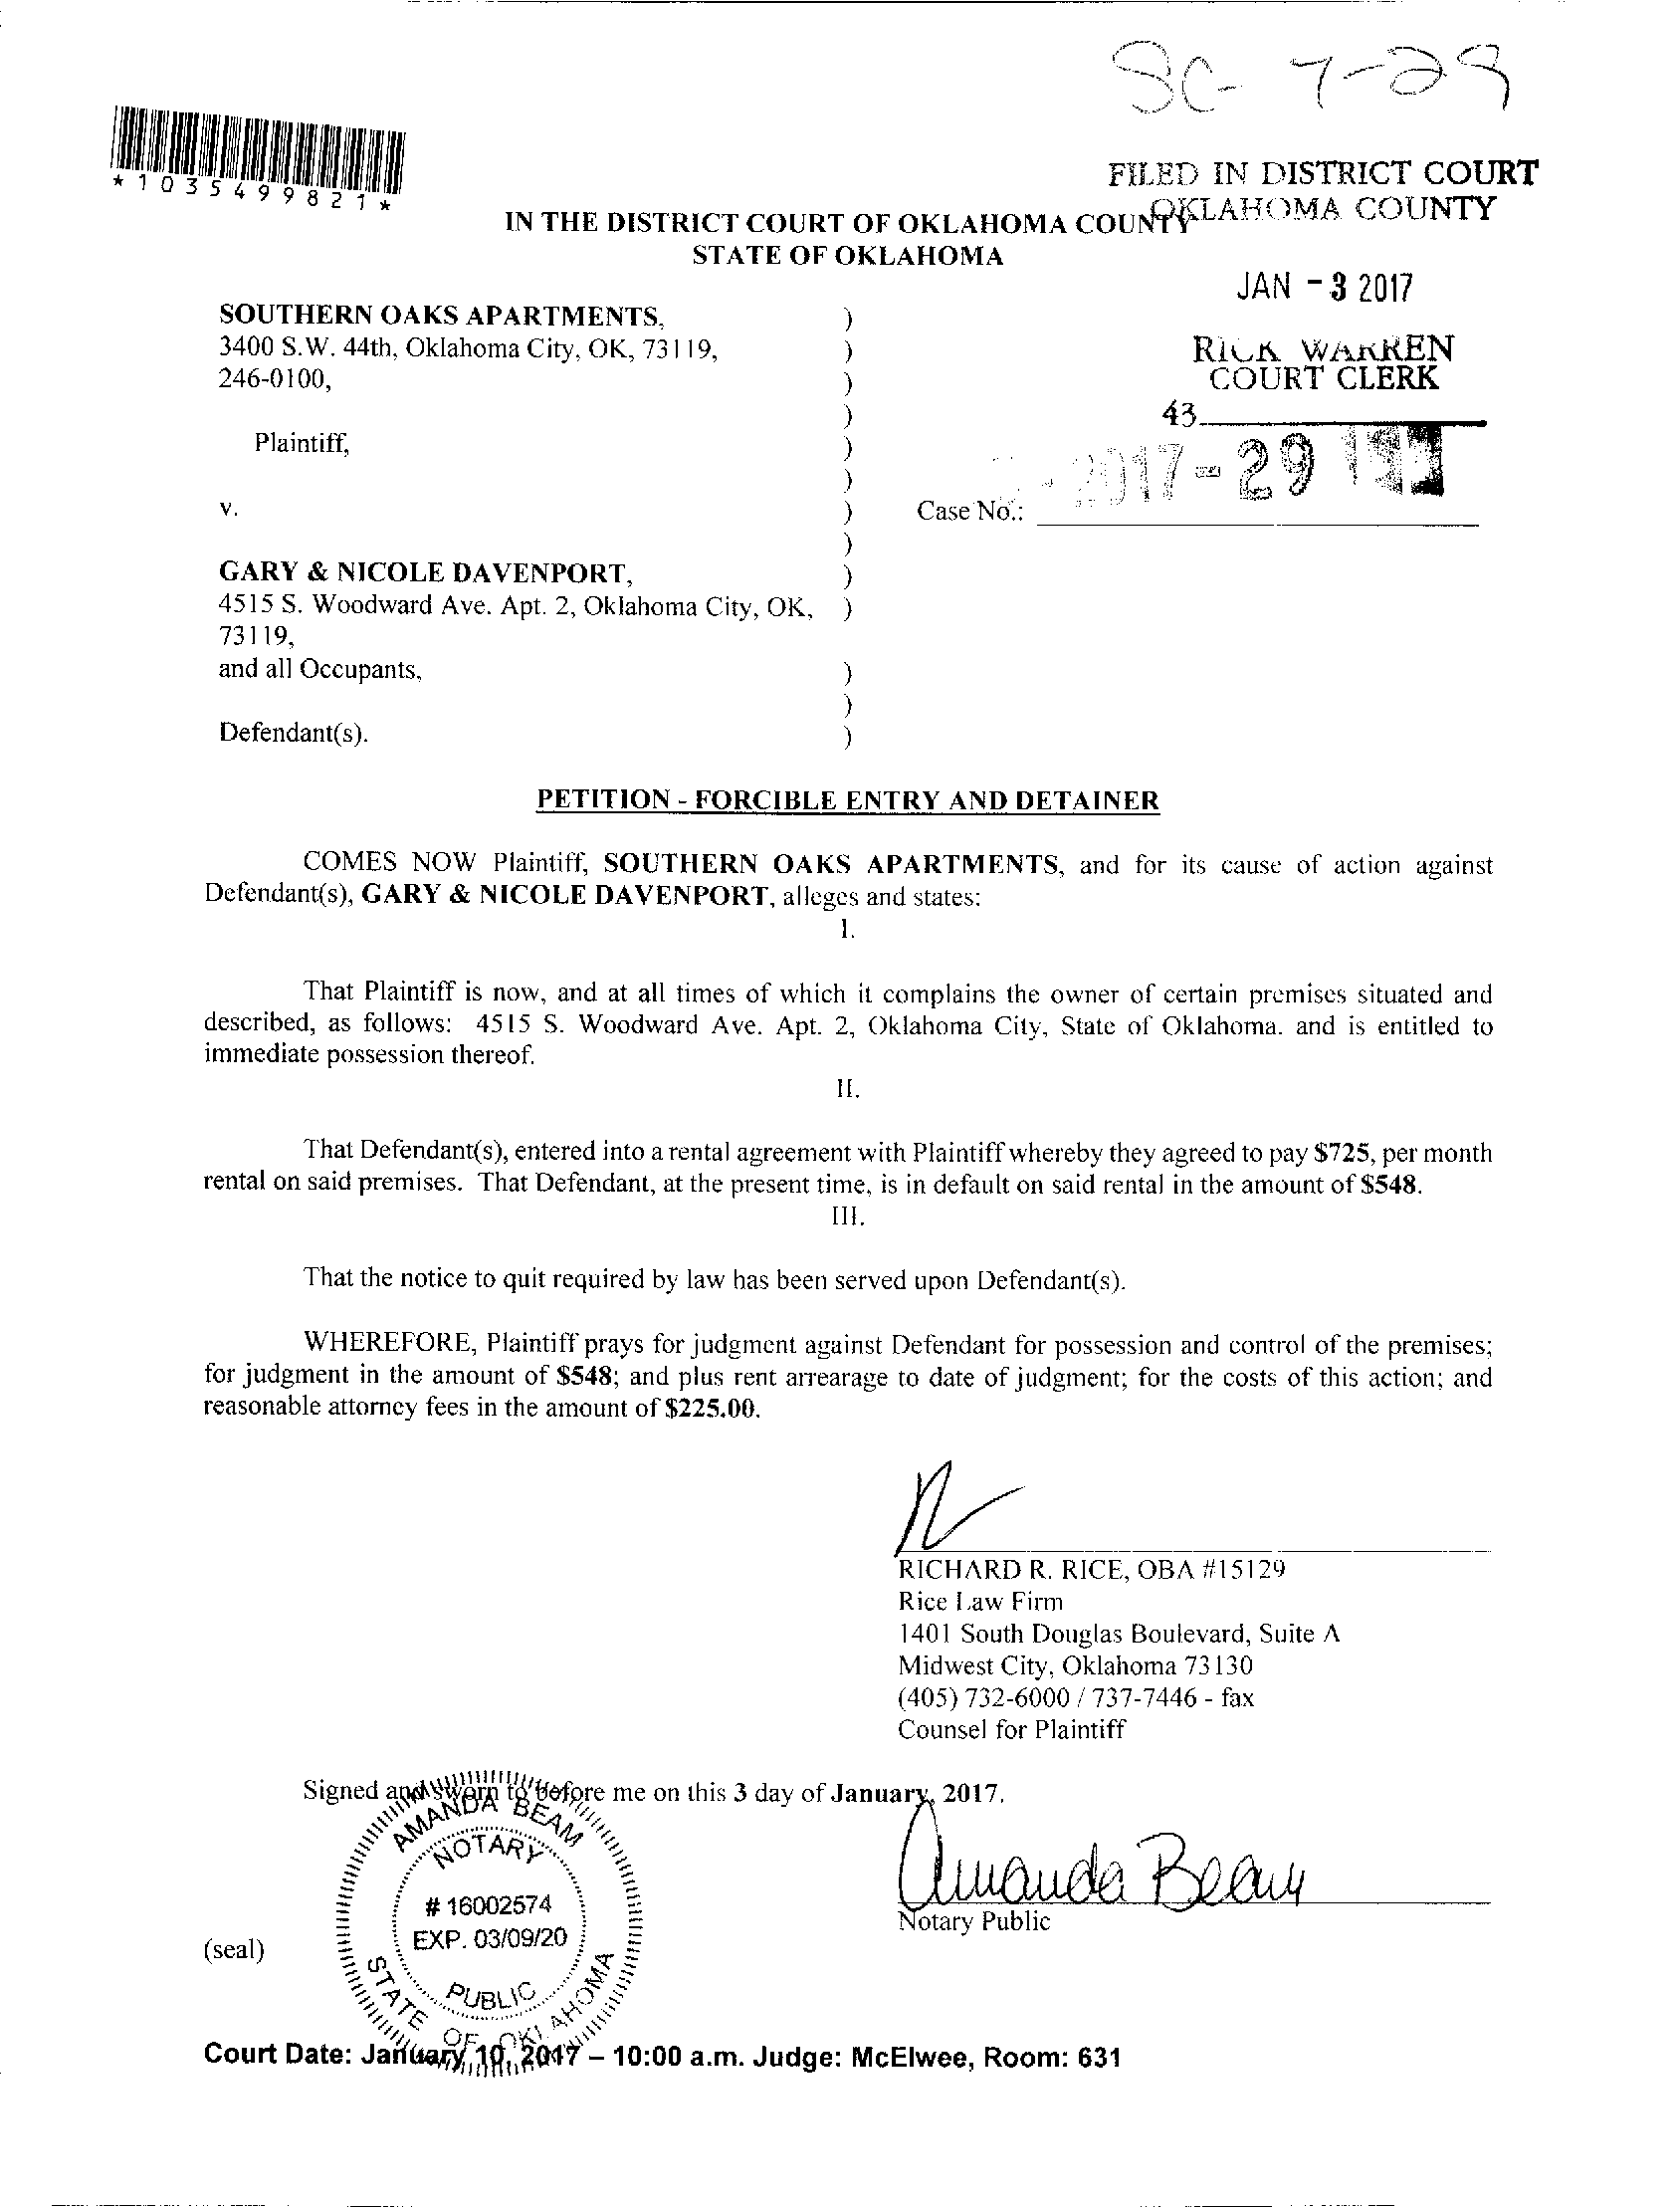 SC- 7-29
*1035499821*
FILED IN DISTRICT COURT
OKLAHOMA COUNTY
IN THE DISTRICT COURT OF OKLAHOMA COUNTY
STATE OF OKLAHOMA
JAN - 3 2017
SOUTHERN OAKS APARTMENTS,
3400 S.W. 44th, Oklahoma City, OK, 73119,
246-0100,
RICK WARREN
COURT CLERK
43
Plaintiff,
2017-29
v.
Case No.:
GARY & NICOLE DAVENPORT,
4515 S. Woodward Ave. Apt. 2, Oklahoma City, OK,
73119,
and all Occupants,
Defendant(s).
PETITION - FORCIBLE ENTRY AND DETAINER
COMES NOW Plaintiff, SOUTHERN OAKS APARTMENTS, and for its cause of action against
Defendant(s), GARY & NICOLE DAVENPORT, alleges and states:
I.
That Plaintiff is now, and at all times of which it complains the owner of certain premises situated and
described, as follows: 4515 S. Woodward Ave. Apt. 2, Oklahoma City, State of Oklahoma. and is entitled to
immediate possession thereof.
II.
That Defendant(s), entered into a rental agreement with Plaintiff whereby they agreed to pay $725, per month
rental on said premises. That Defendant, at the present time, is in default on said rental in the amount of $548.
III.
That the notice to quit required by law has been served upon Defendant(s).
WHEREFORE, Plaintiff prays for judgment against Defendant for possession and control of the premises;
for judgment in the amount of $548; and plus rent arrearage to date of judgment; for the costs of this action; and
reasonable attorney fees in the amount of $225.00.
RICHARD R. RICE, OBA #15129
Rice Law Firm
1401 South Douglas Boulevard, Suite A
Midwest City, Oklahoma 73130
(405) 732-6000 / 737-7446 - fax
Counsel for Plaintiff
Signed and sworn to before me on this 3 day of January, 2017.
AMANDA BEAM
NOTARY
# 16002574
EXP. 03/09/20
PUBLIC
STATE OF OKLAHOMA
Amanda Beam
Notary Public
(seal)
Court Date: January 10, 2017 – 10:00 a.m. Judge: McElwee, Room: 631